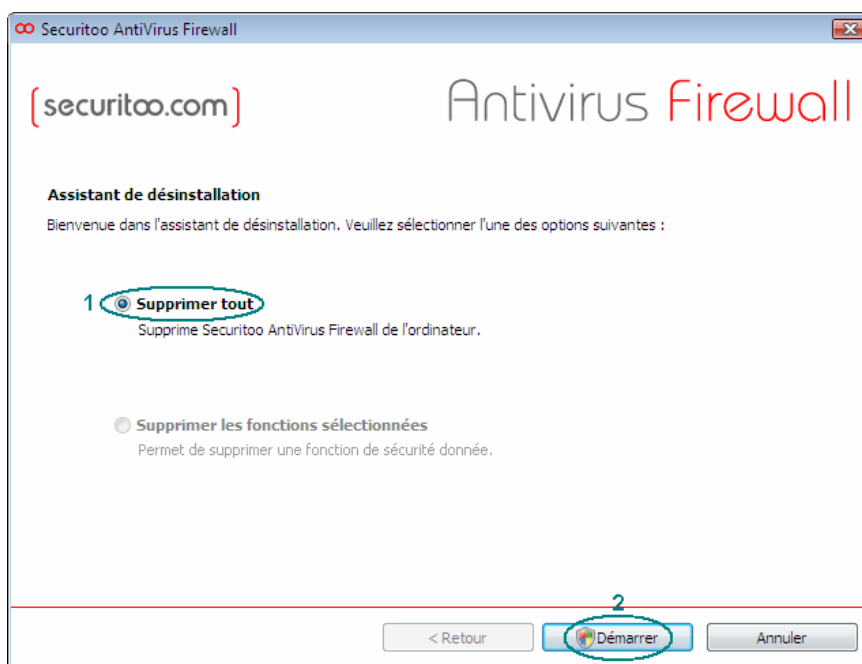 Securitoo AntiVirus Firewall
(securitoo.com)
Antivirus Firewall
Assistant de désinstallation
Bienvenue dans l'assistant de désinstallation. Veuillez sélectionner l'une des options suivantes :
1 Supprimer tout
Supprime Securitoo AntiVirus Firewall de l'ordinateur.
Supprimer les fonctions sélectionnées
Permet de supprimer une fonction de sécurité donnée.
2
< Retour
Démarrer
Annuler